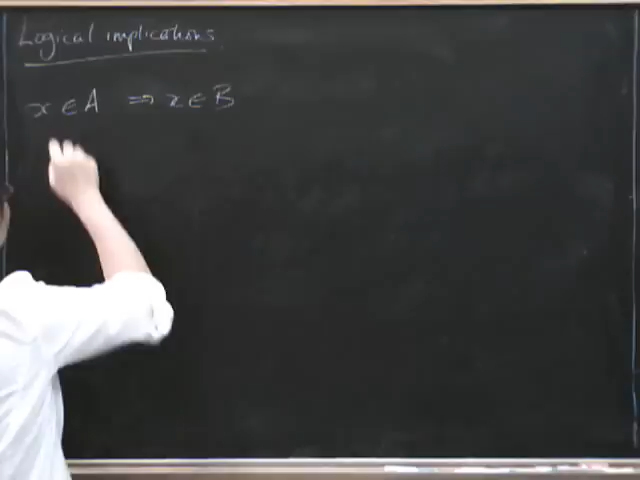 Logical implications
x ∈ A ⇒ x ∈ B